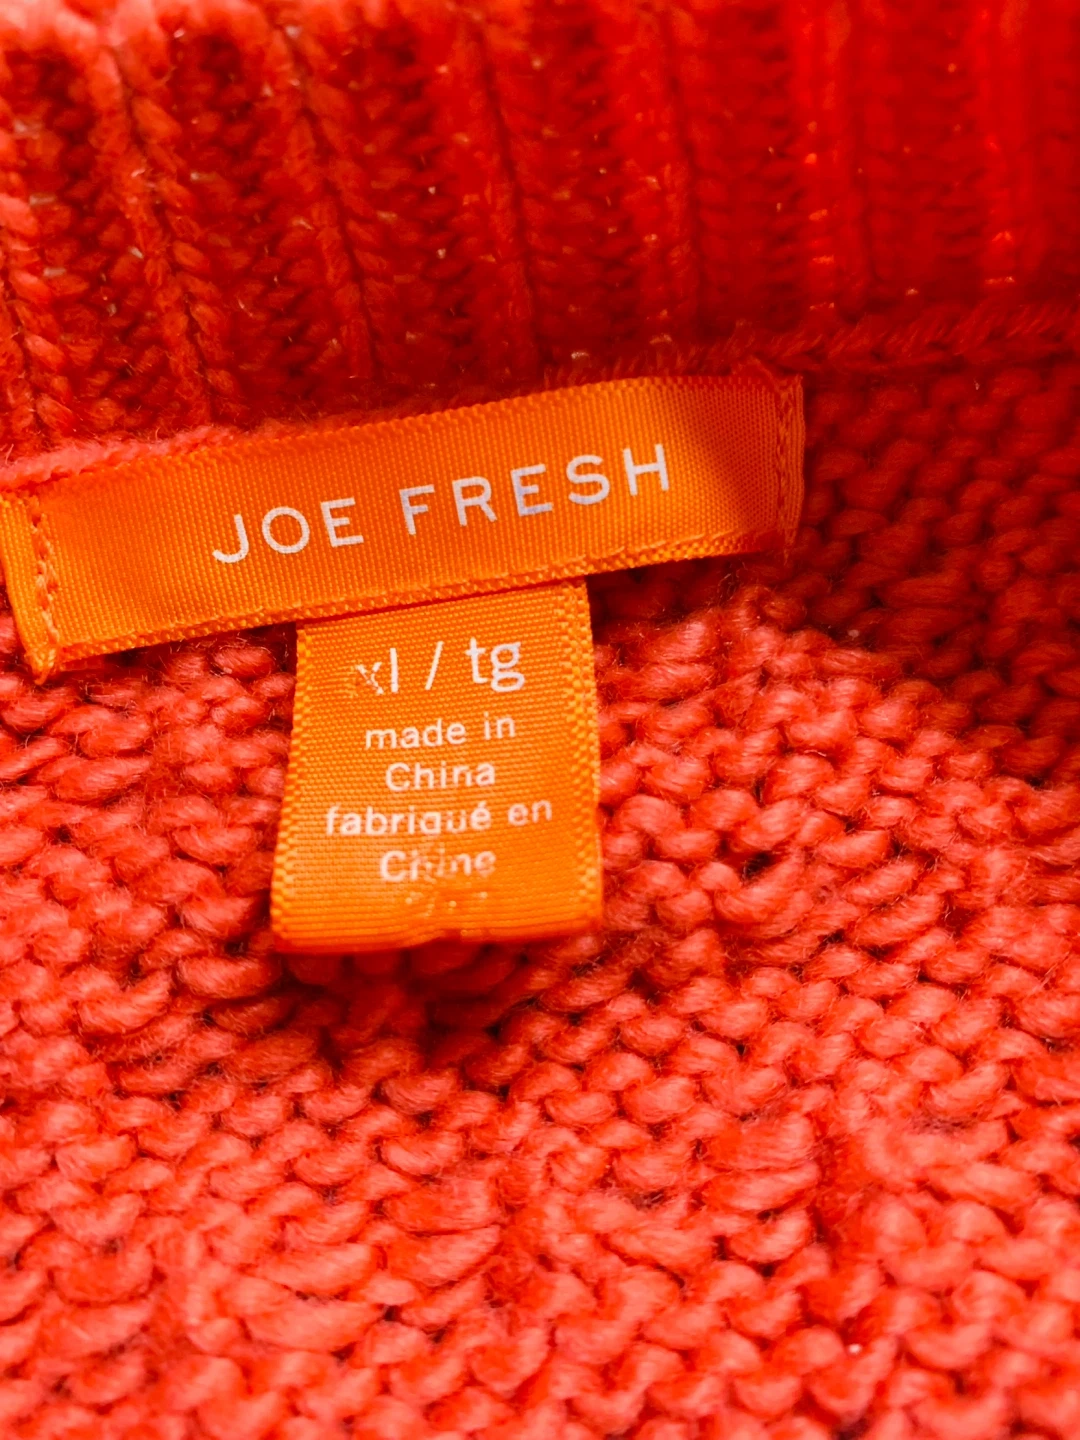 JOE FRESH
xl / tg
made in
China
fabriqué en
Chine